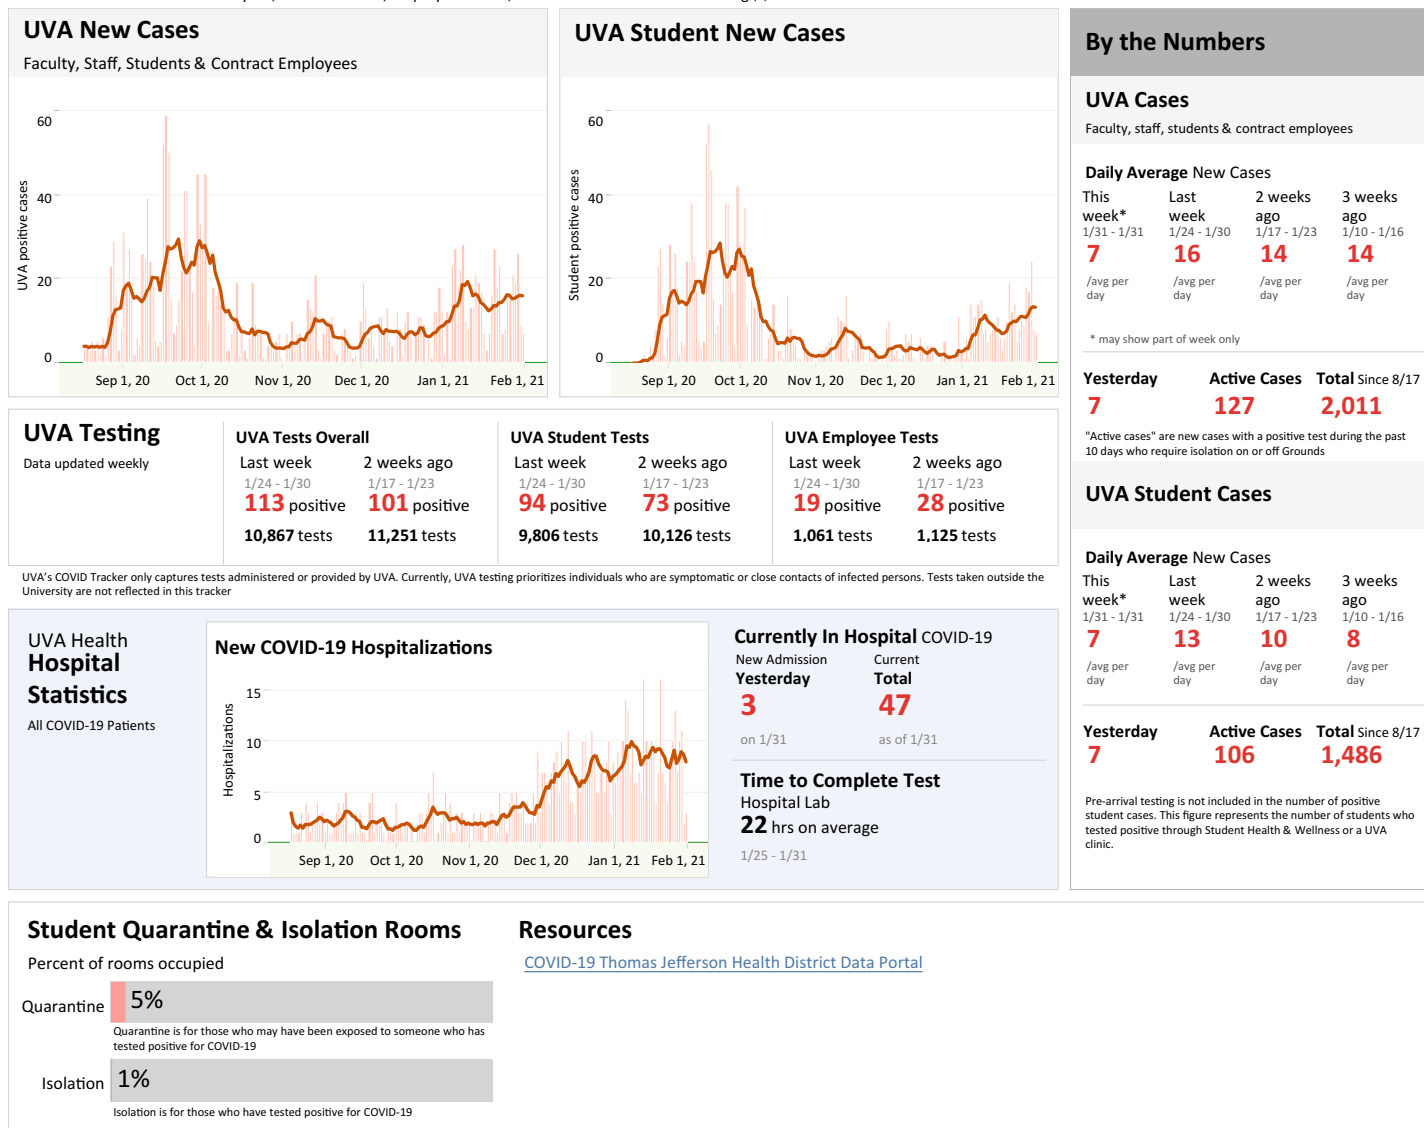 UVA New Cases
Faculty, Staff, Students & Contract Employees
UVA positive cases
60
40
20
0
Sep 1, 20 Oct 1, 20 Nov 1, 20 Dec 1, 20 Jan 1, 21 Feb 1, 21
UVA Student New Cases
Student positive cases
60
40
20
0
Sep 1, 20 Oct 1, 20 Nov 1, 20 Dec 1, 20 Jan 1, 21 Feb 1, 21
By the Numbers
UVA Cases
Faculty, staff, students & contract employees
Daily Average New Cases
This Last 2 weeks 3 weeks
week* week ago ago
1/31 - 1/31 1/24 - 1/30 1/17 - 1/23 1/10 - 1/16
7 16 14 14
/avg per /avg per /avg per /avg per
day day day day
* may show part of week only
Yesterday Active Cases Total Since 8/17
7 127 2,011
"Active cases" are new cases with a positive test during the past
10 days who require isolation on or off Grounds
UVA Student Cases
Daily Average New Cases
This Last 2 weeks 3 weeks
week* week ago ago
1/31 - 1/31 1/24 - 1/30 1/17 - 1/23 1/10 - 1/16
7 13 10 8
/avg per /avg per /avg per /avg per
day day day day
Yesterday Active Cases Total Since 8/17
7 106 1,486
Pre-arrival testing is not included in the number of positive
student cases. This figure represents the number of students who
tested positive through Student Health & Wellness or a UVA
clinic.
UVA Testing
Data updated weekly
UVA Tests Overall
Last week 2 weeks ago
1/24 - 1/30 1/17 - 1/23
113 positive 101 positive
10,867 tests 11,251 tests
UVA Student Tests
Last week 2 weeks ago
1/24 - 1/30 1/17 - 1/23
94 positive 73 positive
9,806 tests 10,126 tests
UVA Employee Tests
Last week 2 weeks ago
1/24 - 1/30 1/17 - 1/23
19 positive 28 positive
1,061 tests 1,125 tests
UVA's COVID Tracker only captures tests administered or provided by UVA. Currently, UVA testing prioritizes individuals who are symptomatic or close contacts of infected persons. Tests taken outside the
University are not reflected in this tracker
UVA Health
Hospital
Statistics
All COVID-19 Patients
New COVID-19 Hospitalizations
Hospitalizations
15
10
5
0
Sep 1, 20 Oct 1, 20 Nov 1, 20 Dec 1, 20 Jan 1, 21 Feb 1, 21
Currently In Hospital COVID-19
New Admission Current
Yesterday Total
3 47
on 1/31 as of 1/31
Time to Complete Test
Hospital Lab
22 hrs on average
1/25 - 1/31
Student Quarantine & Isolation Rooms
Percent of rooms occupied
Quarantine 5%
Quarantine is for those who may have been exposed to someone who has
tested positive for COVID-19
Isolation 1%
Isolation is for those who have tested positive for COVID-19
Resources
COVID-19 Thomas Jefferson Health District Data Portal